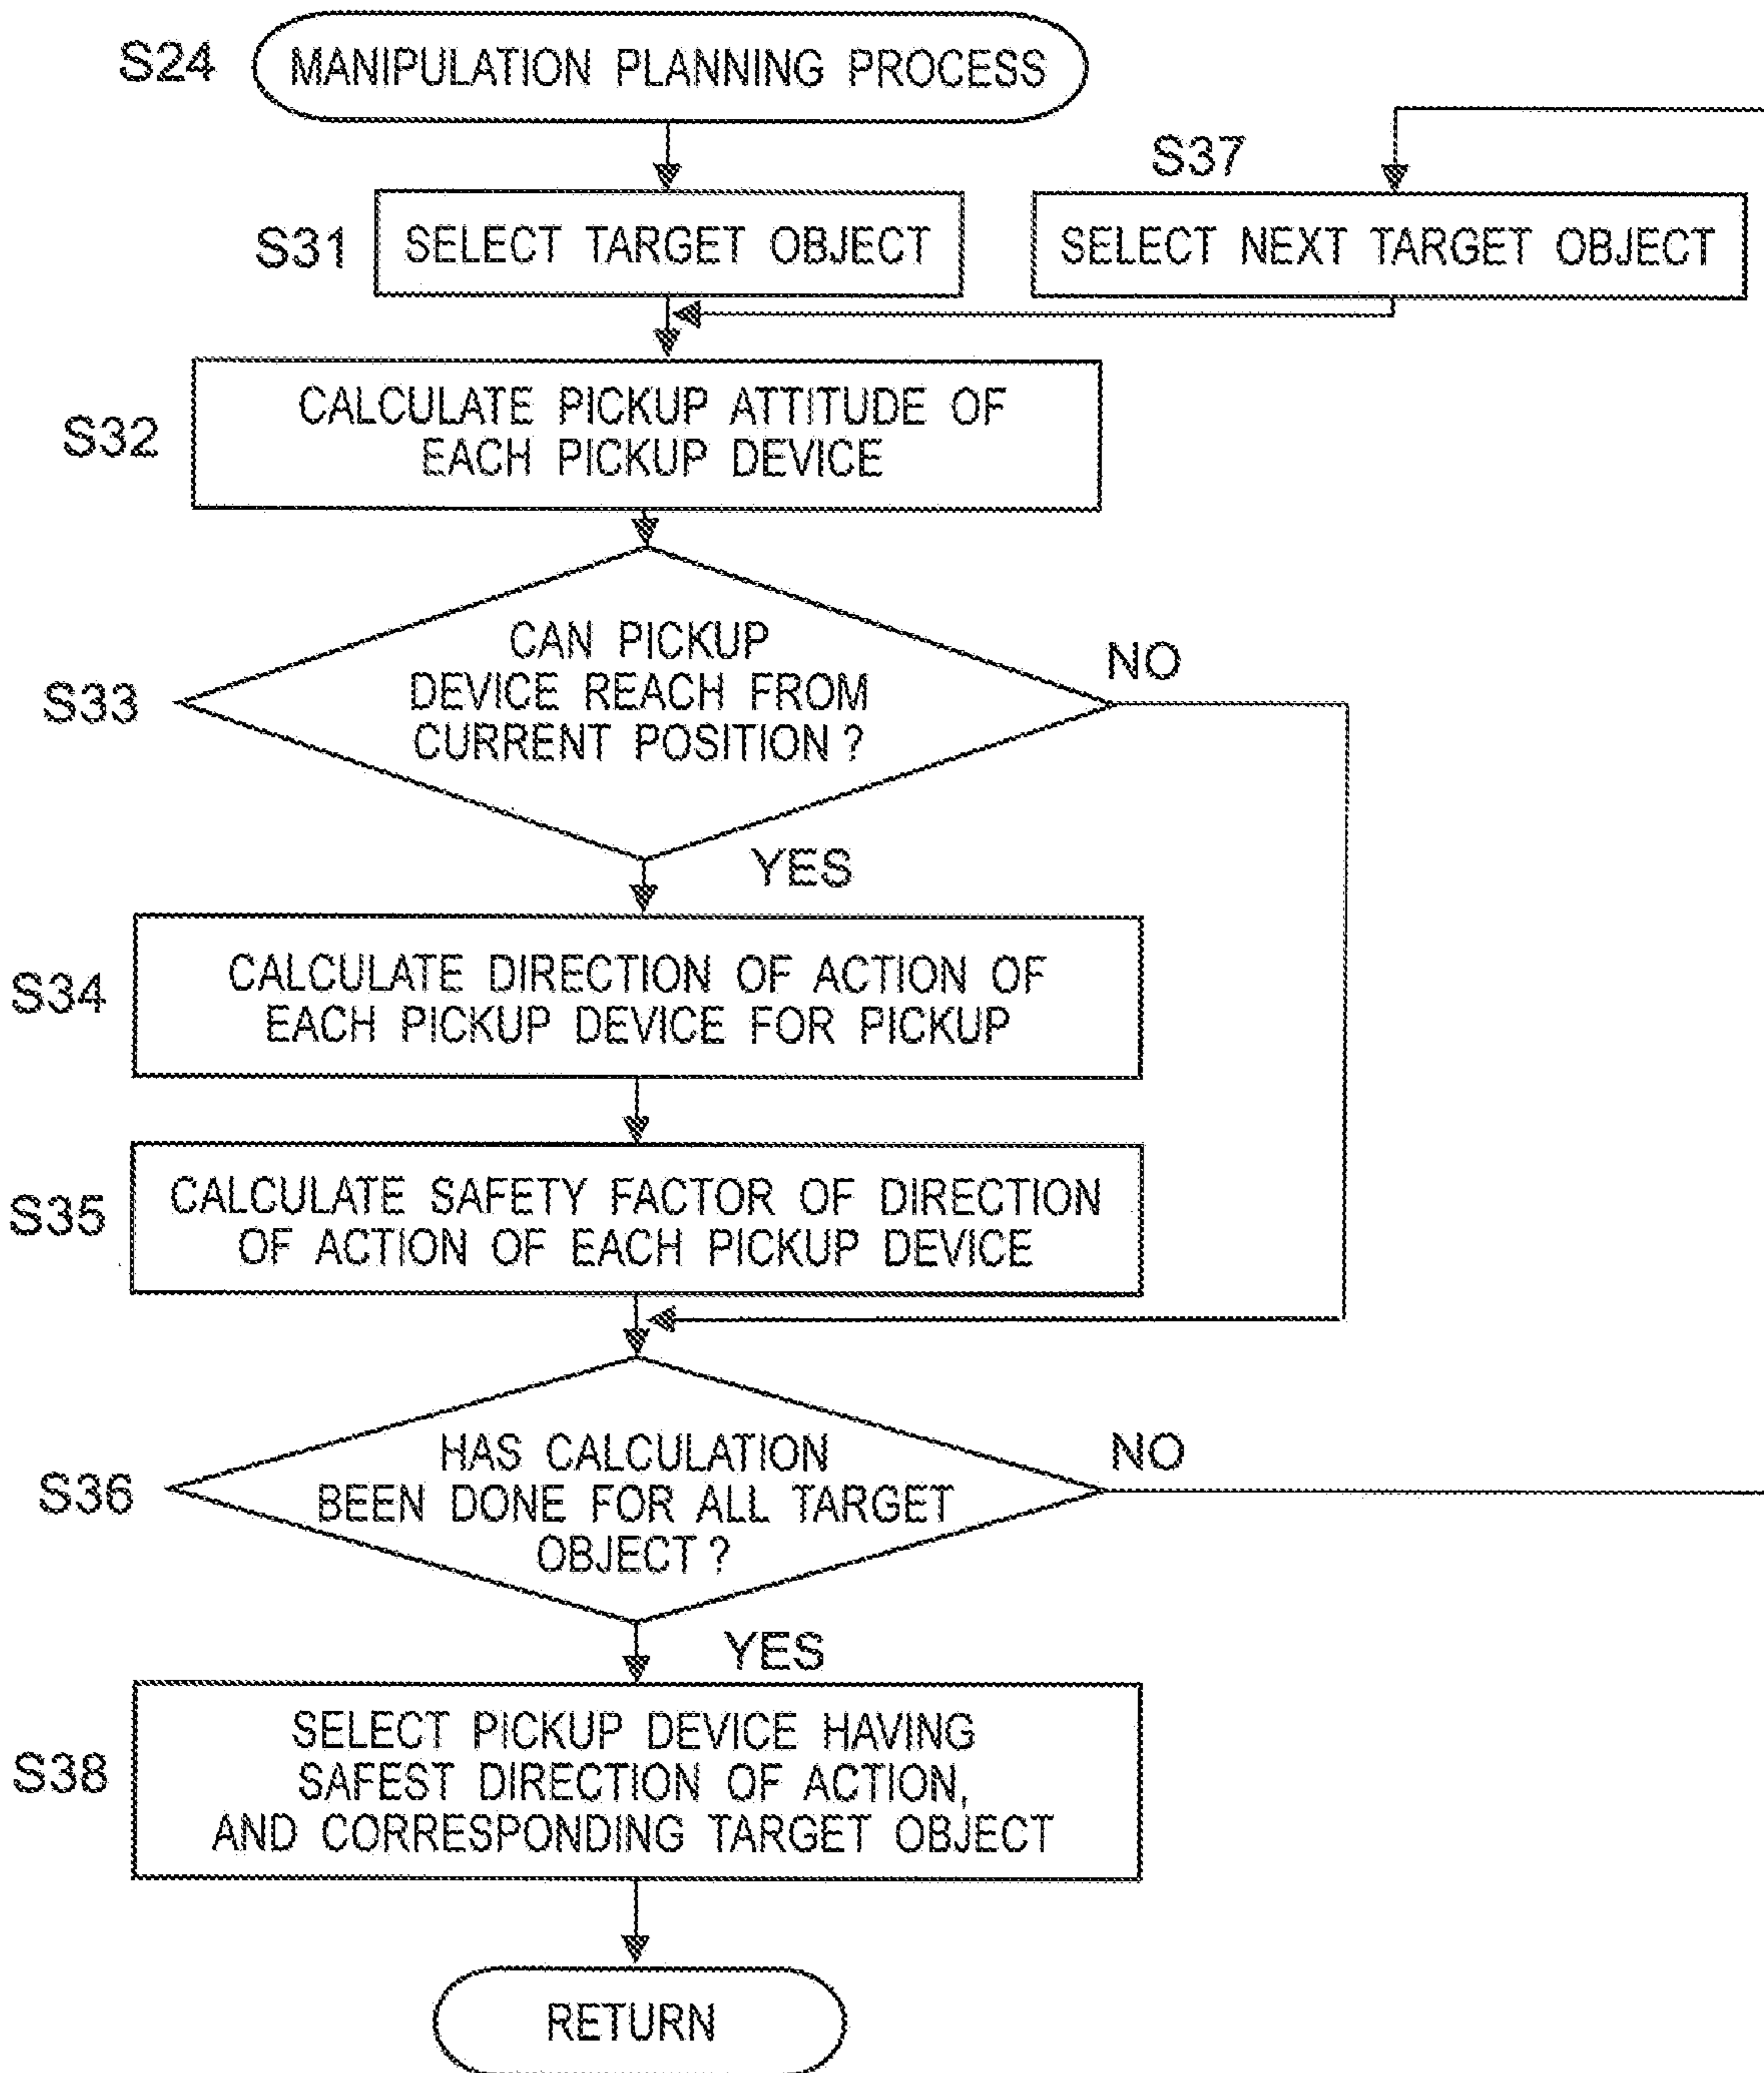 S24
MANIPULATION PLANNING PROCESS
S37
S31
SELECT TARGET OBJECT
SELECT NEXT TARGET OBJECT
S32
CALCULATE PICKUP ATTITUDE OF
EACH PICKUP DEVICE
S33
CAN PICKUP
DEVICE REACH FROM
CURRENT POSITION ?
NO
YES
S34
CALCULATE DIRECTION OF ACTION OF
EACH PICKUP DEVICE FOR PICKUP
S35
CALCULATE SAFETY FACTOR OF DIRECTION
OF ACTION OF EACH PICKUP DEVICE
S36
HAS CALCULATION
BEEN DONE FOR ALL TARGET
OBJECT ?
NO
YES
S38
SELECT PICKUP DEVICE HAVING
SAFEST DIRECTION OF ACTION,
AND CORRESPONDING TARGET OBJECT
RETURN